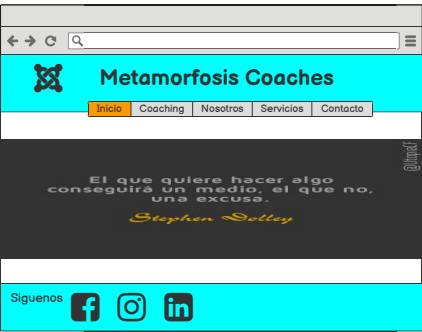 Metamorfosis Coaches
Inicio Coaching Nosotros Servicios Contacto
@UtopiaLF
El que quiere hacer algo
conseguirá un medio, el que no,
una excusa.
Stephen Dolley
Siguenos